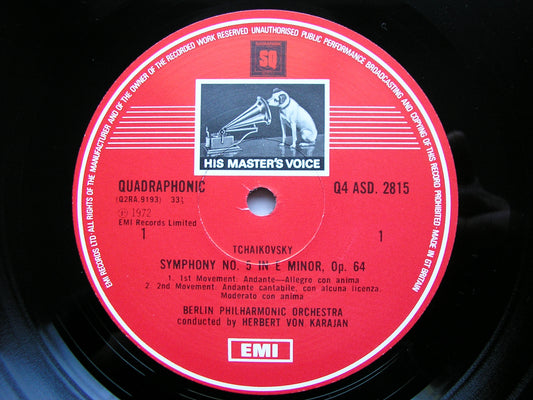 EMI RECORDS LTD ALL RIGHTS OF THE MANUFACTURER AND OF THE OWNER OF THE RECORDED WORK RESERVED UNAUTHORISED PUBLIC PERFORMANCE BROADCASTING AND COPYING OF THIS RECORD PROHIBITED · MADE IN GT BRITAIN
SQ
HIS MASTER'S VOICE
QUADRAPHONIC
Q4 ASD. 2815
(Q2RA.9193) 33⅓
℗ 1972
EMI Records Limited
1
1
TCHAIKOVSKY
SYMPHONY NO. 5 IN E MINOR, Op. 64
1. 1st Movement: Andante—Allegro con anima
2. 2nd Movement: Andante cantabile, con alcuna licenza.
Moderato con anima
BERLIN PHILHARMONIC ORCHESTRA
conducted by HERBERT VON KARAJAN
EMI